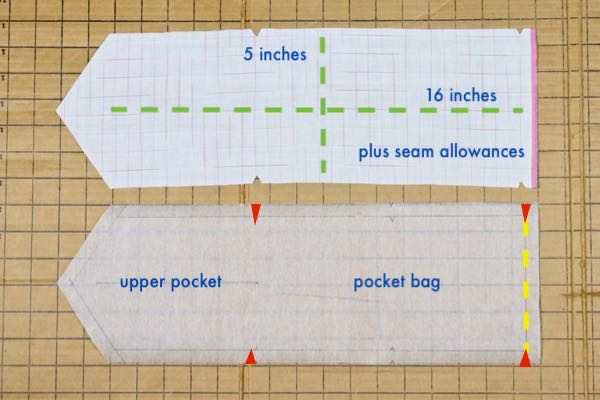 5 inches
16 inches
plus seam allowances
upper pocket
pocket bag